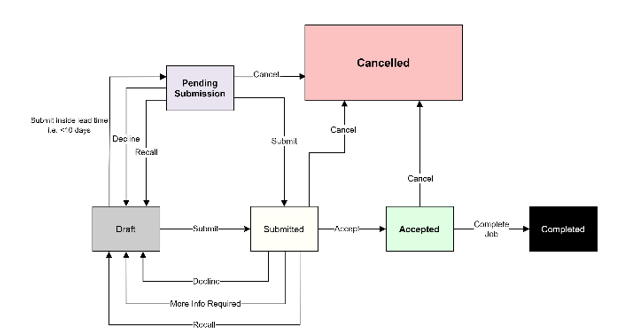 Cancelled
Pending
Submission
Cancel
Submit inside lead time
i.e. <10 days
Decline
Recall
Submit
Cancel
Cancel
Draft
Submit
Submitted
Accept
Accepted
Complete
Job
Completed
Decline
More Info Required
Recall